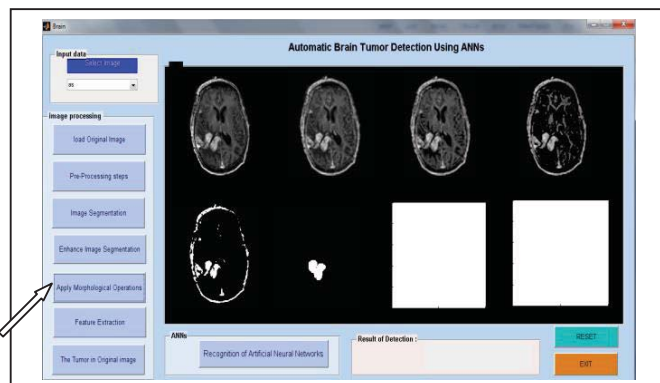 Brain
Automatic Brain Tumor Detection Using ANNs
Input data
Select Image
as
image processing
load Original Image
Pre-Processing steps
Image Segmentation
Enhance Image Segmentation
Apply Morphological Operations
Feature Extraction
The Tumor in Original image
ANNs
Recognition of Artificial Neural Networks
Result of Detection :
RESET
EXIT